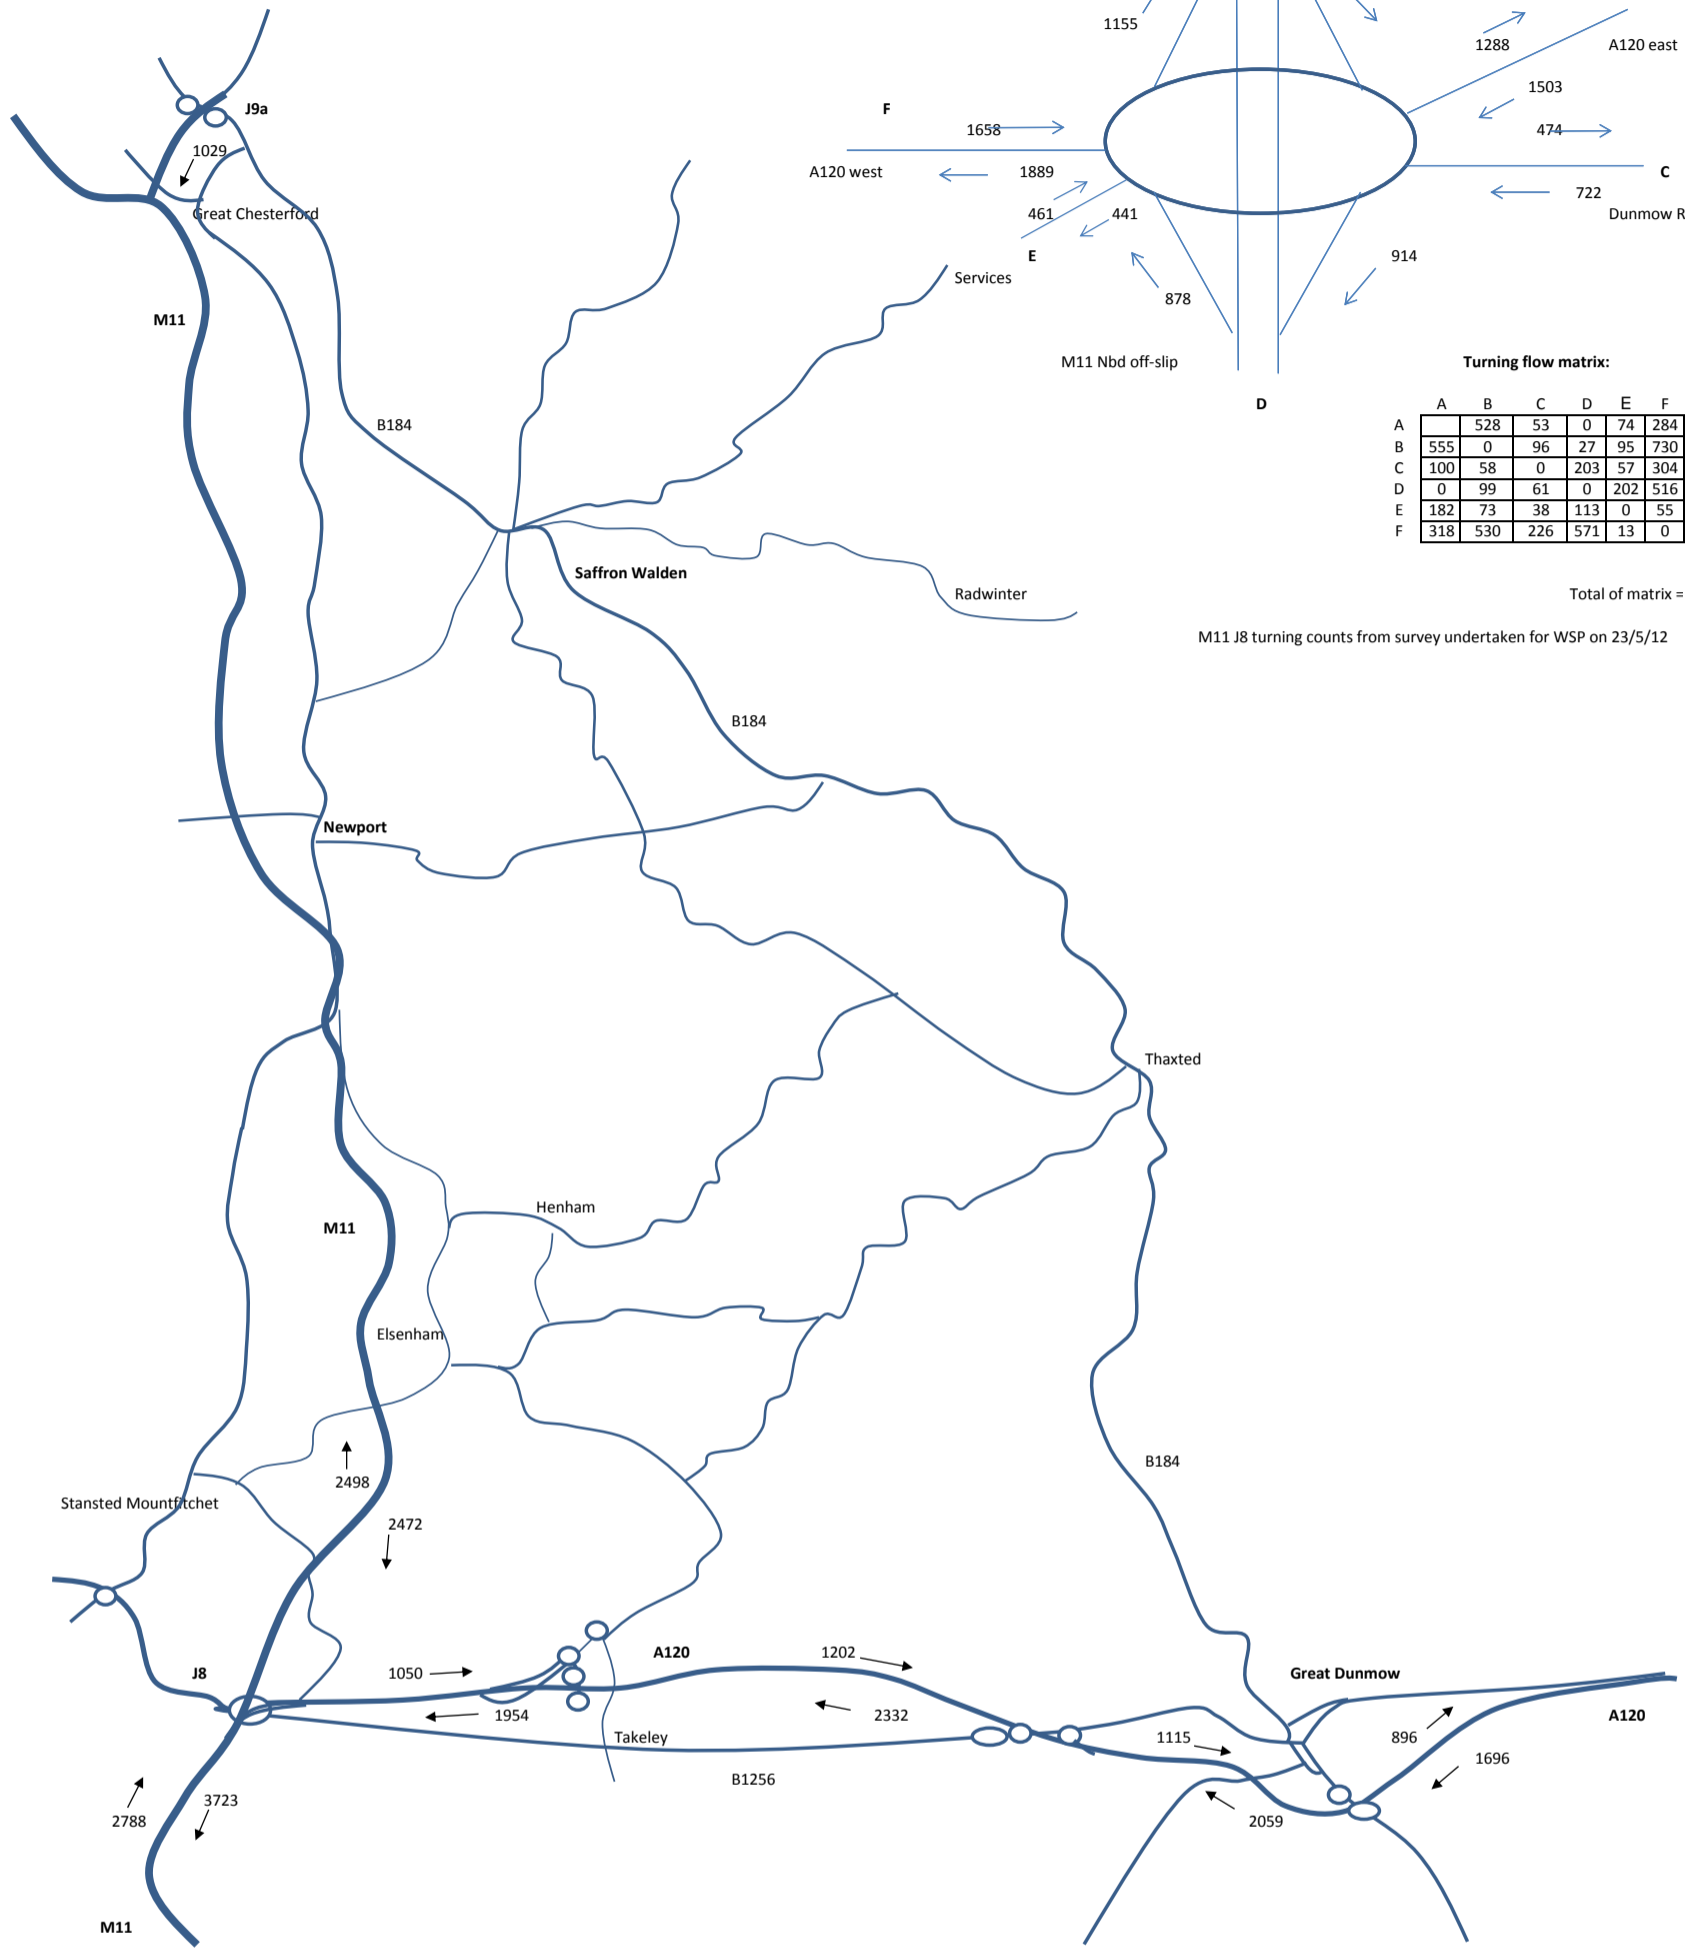 1155
1288
A120 east
J9a
F
1503
1658
474
1029
A120 west
1889
C
722
Great Chesterford
461
441
Dunmow R
E
914
Services
878
M11
M11 Nbd off-slip
Turning flow matrix:
D
A B C D E F
A 528 53 0 74 284
B 555 0 96 27 95 730
C 100 58 0 203 57 304
D 0 99 61 0 202 516
E 182 73 38 113 0 55
F 318 530 226 571 13 0
B184
Saffron Walden
Radwinter
Total of matrix =
M11 J8 turning counts from survey undertaken for WSP on 23/5/12
B184
Newport
Thaxted
Henham
M11
Elsenham
B184
2498
Stansted Mountfitchet
2472
A120
1202
J8
1050
Great Dunmow
1954
2332
A120
Takeley
1115
896
1696
B1256
3723
2788
2059
M11